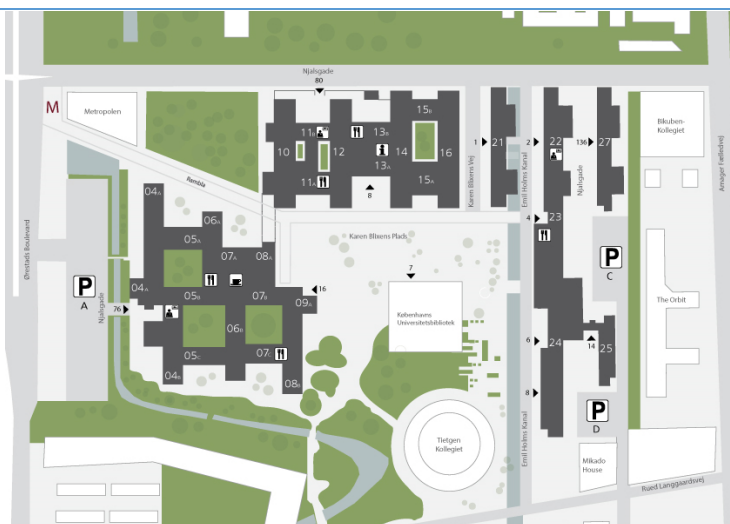 Njalsgade
80
M
Metropolen
Rambla
Ørestads Boulevard
P
A
Njalsgade
76
10
11B
11A
12
13B
13A
14
15B
15A
16
8
1
21
Karen Blixens Vej
Emil Holms Kanal
2
22
136
27
Njalsgade
Bikuben-
Kollegiet
Amager Fælledvej
04A
05A
06A
07A
08A
04A
05B
07B
09A
16
06B
05C
07C
04B
08B
Karen Blixens Plads
7
Københavns
Universitetsbibliotek
4
23
P
C
The Orbit
6
24
14
25
8
P
D
Tietgen
Kollegiet
Emil Holms Kanal
Mikado
House
Rued Langgaardsvej